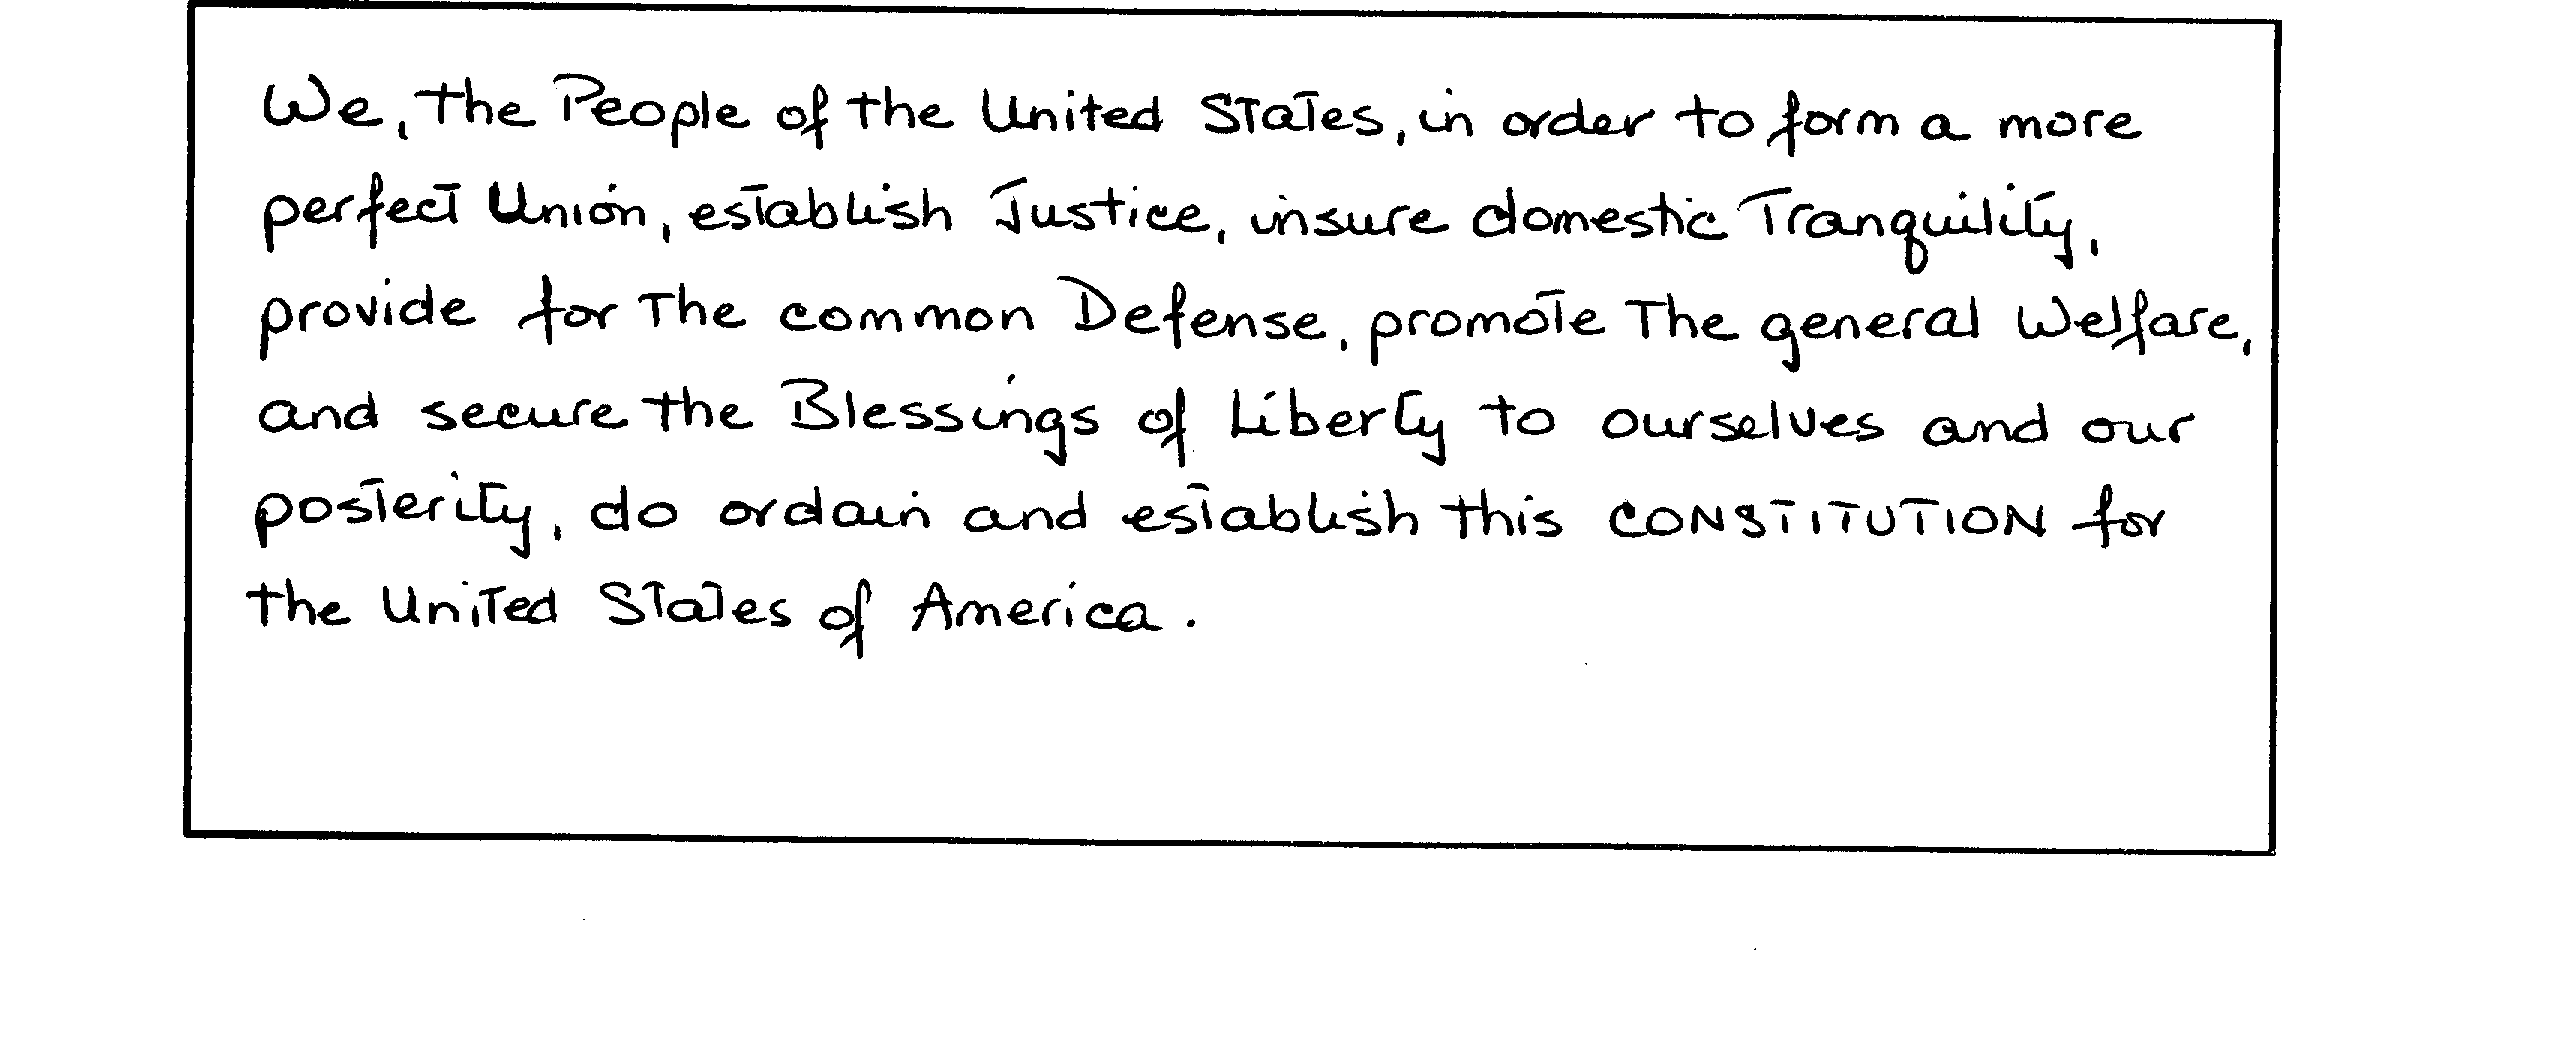 We, the People of the United States, in order to form a more
perfect Union, establish Justice, insure domestic Tranquility,
provide for the common Defense, promote the general Welfare,
and secure the Blessings of Liberty to ourselves and our
posterity, do ordain and establish this CONSTITUTION for
the United States of America.